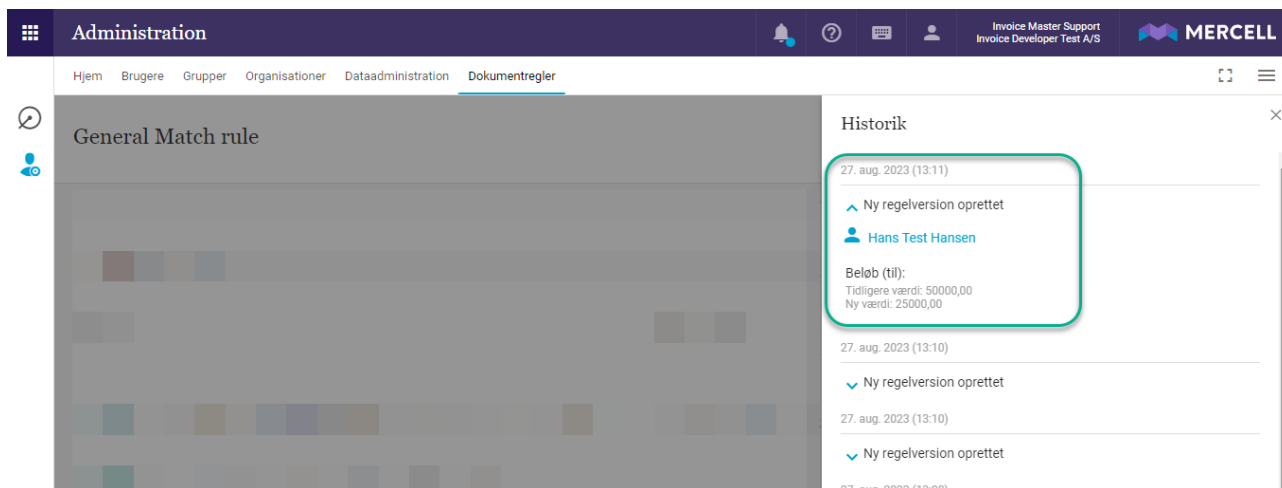 Administration
Invoice Master Support
Invoice Developer Test A/S
MERCELL
Hjem Brugere Grupper Organisationer Dataadministration Dokumentregler
General Match rule
Historik
27. aug. 2023 (13:11)
Ny regelversion oprettet
Hans Test Hansen
Beløb (til):
Tidligere værdi: 50000,00
Ny værdi: 25000,00
27. aug. 2023 (13:10)
Ny regelversion oprettet
27. aug. 2023 (13:10)
Ny regelversion oprettet